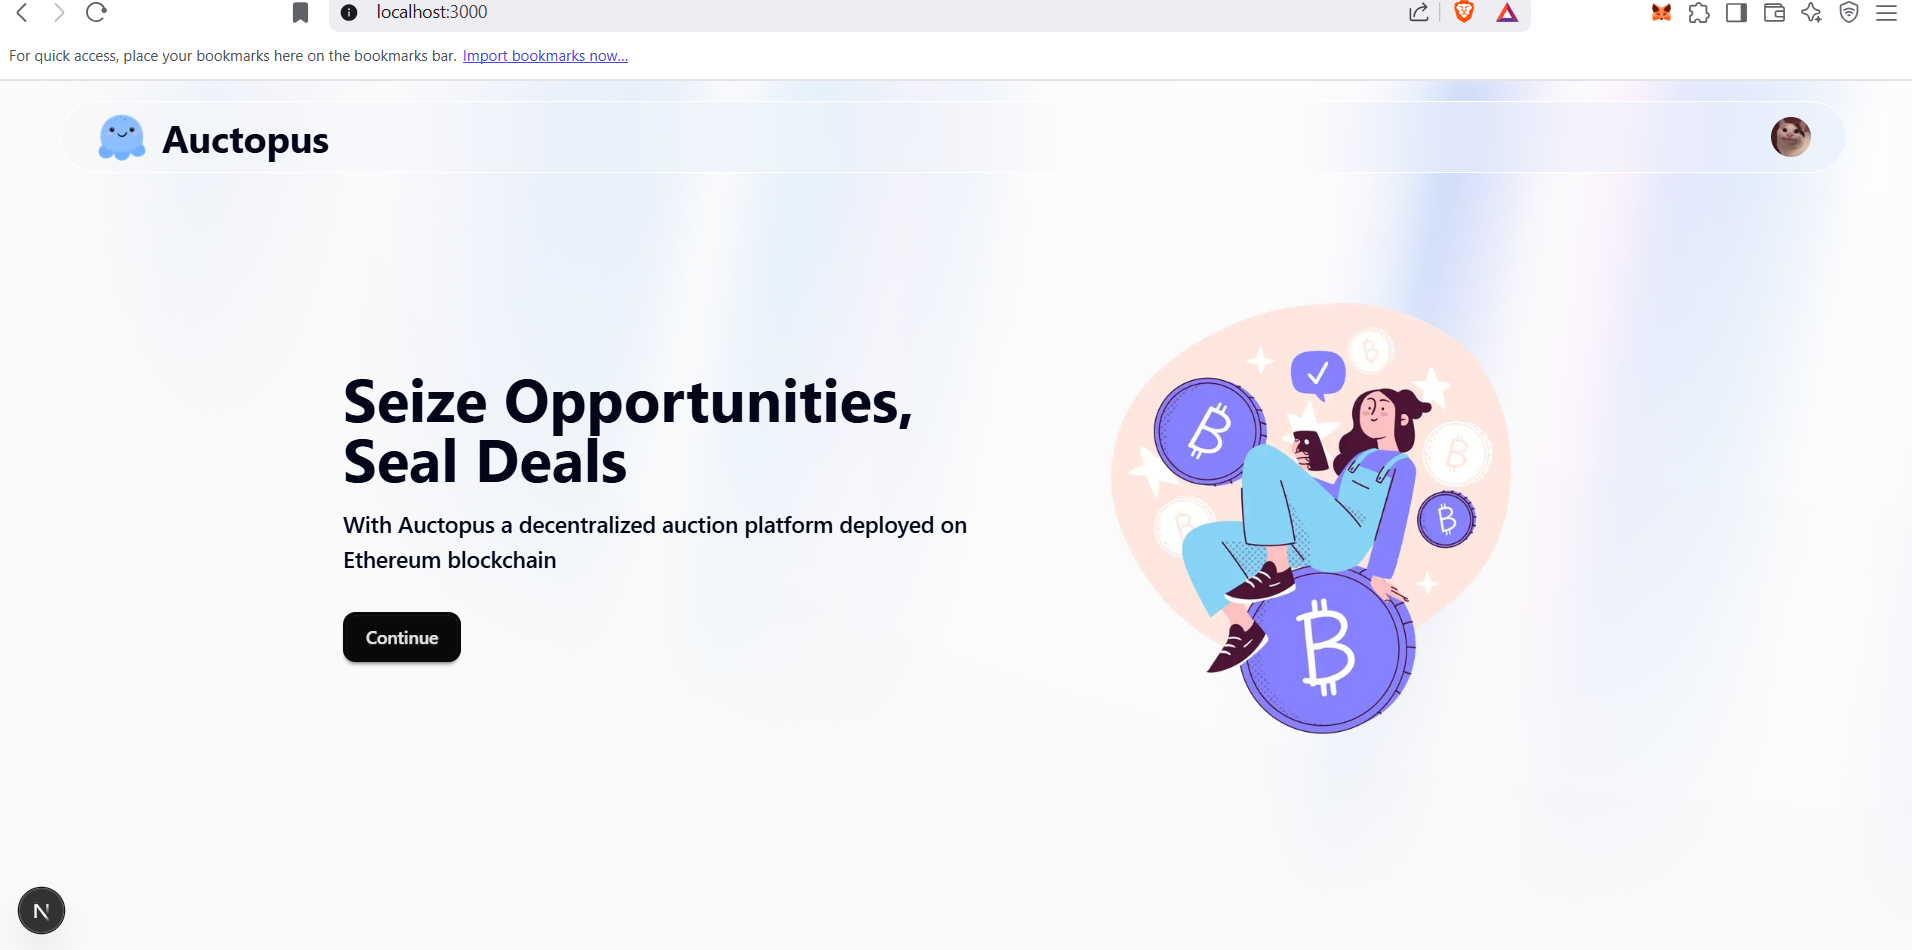 localhost:3000
For quick access, place your bookmarks here on the bookmarks bar. Import bookmarks now...
Auctopus
Seize Opportunities,
Seal Deals
With Auctopus a decentralized auction platform deployed on
Ethereum blockchain
Continue
N